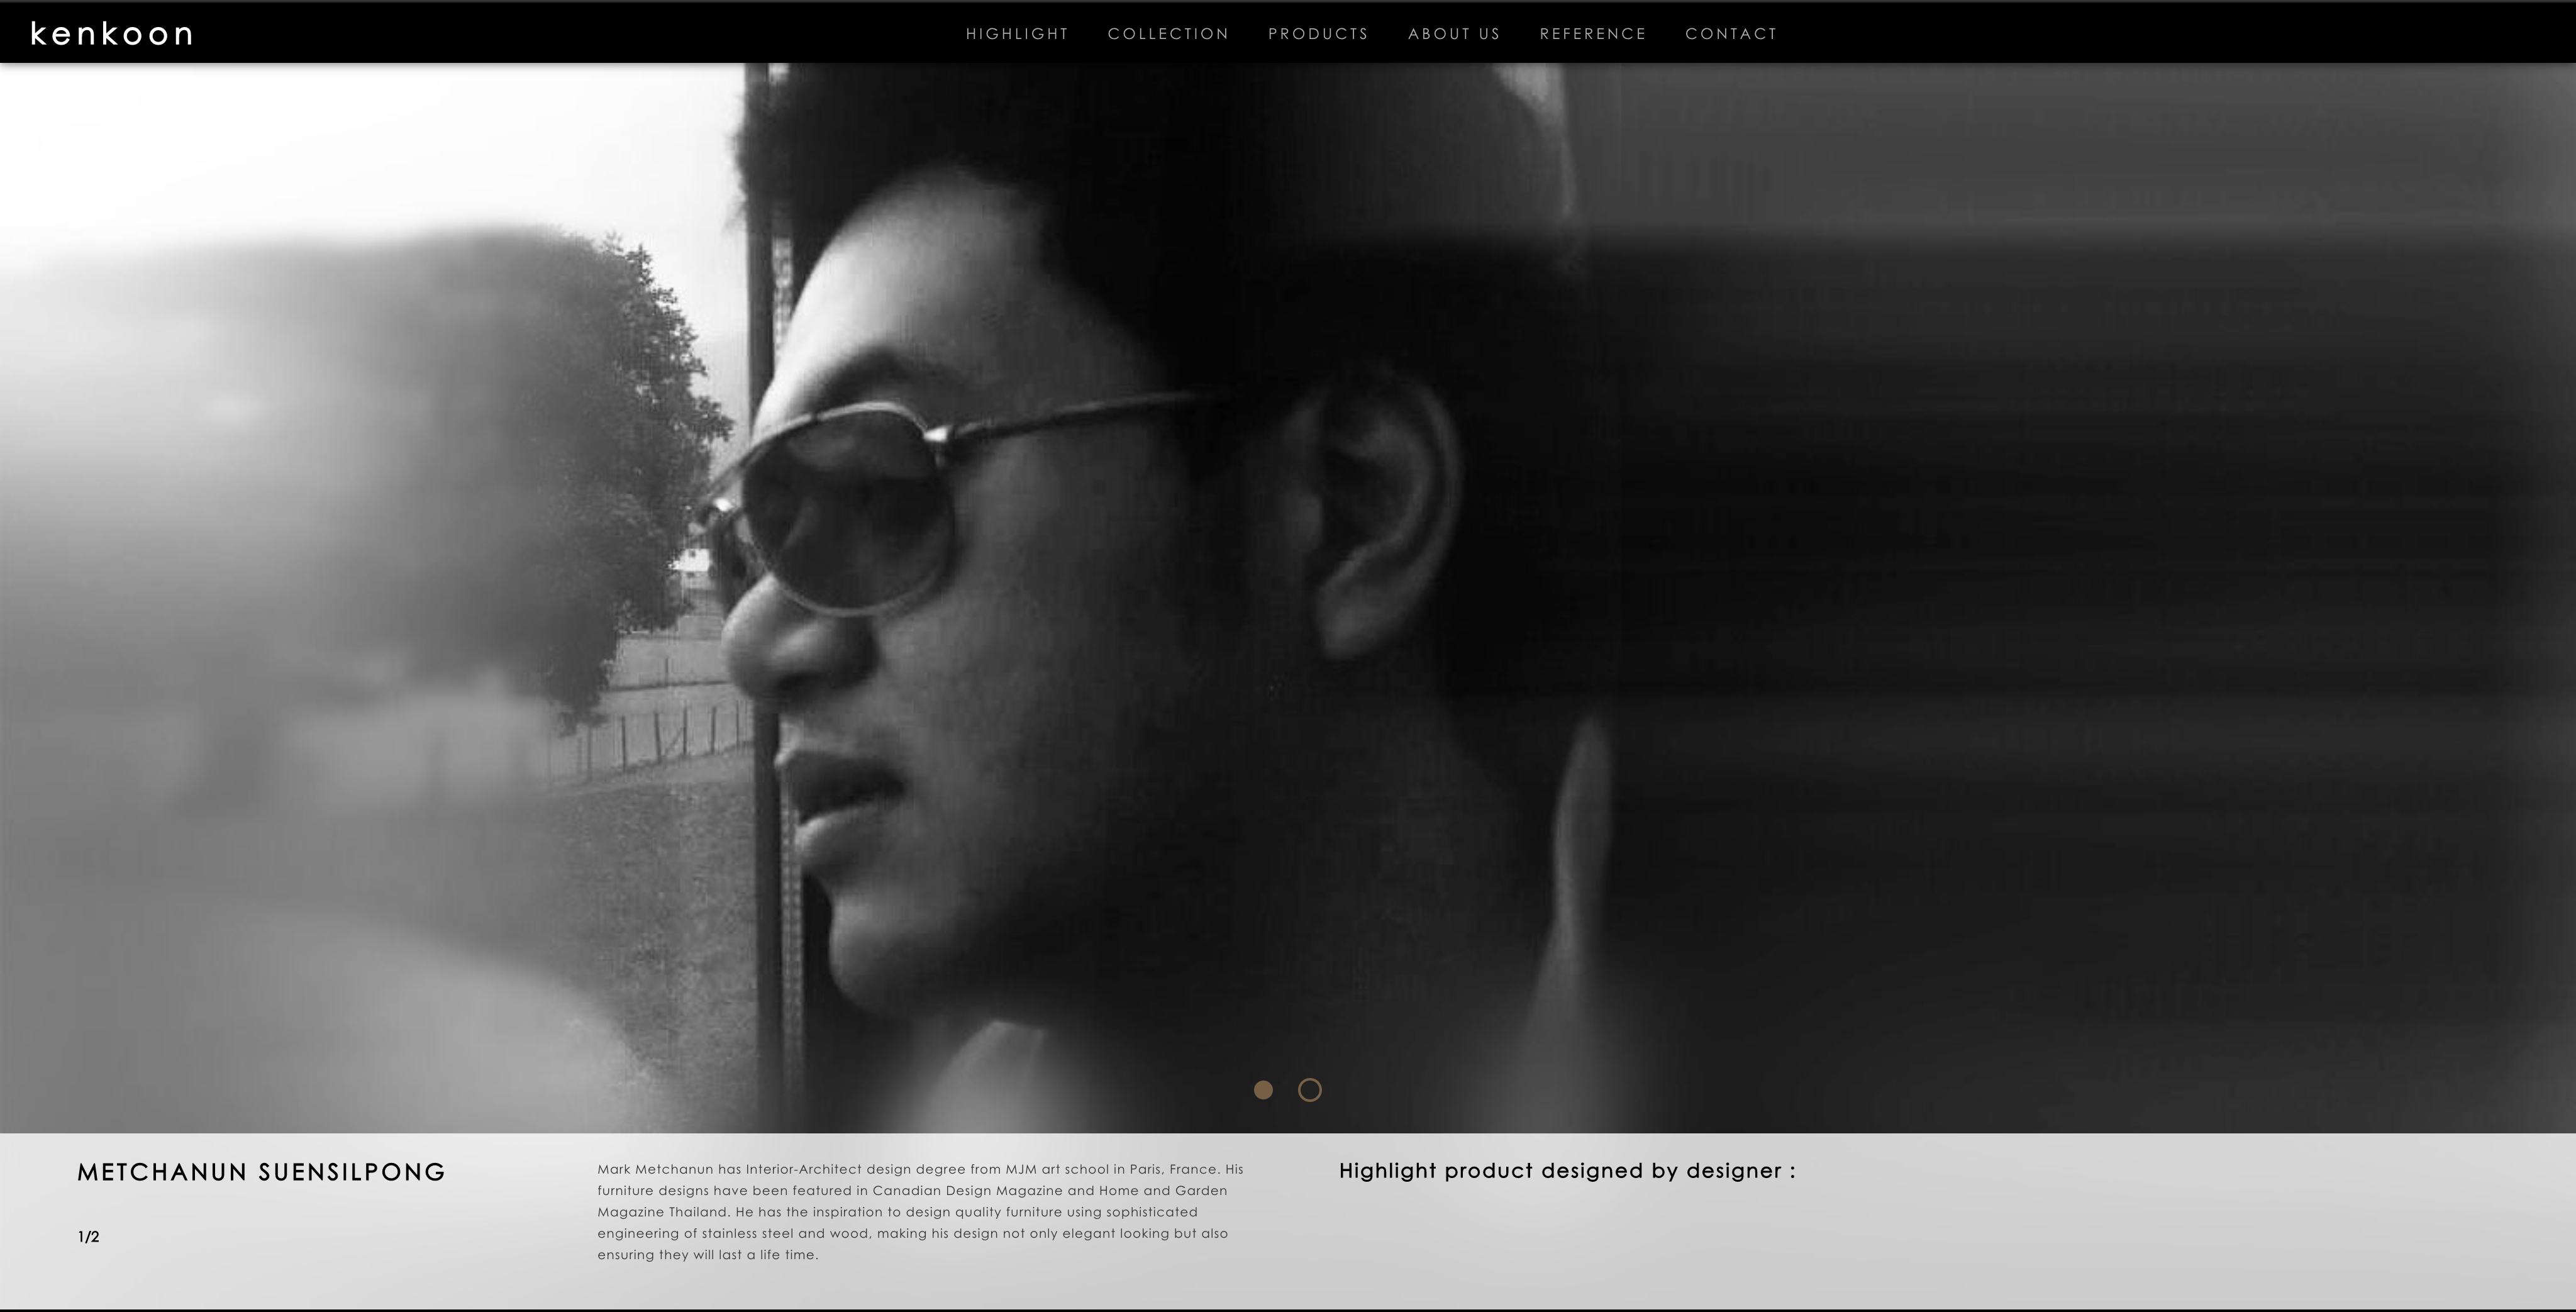 kenkoon
HIGHLIGHT COLLECTION PRODUCTS ABOUT US REFERENCE CONTACT
METCHANUN SUENSILPONG
1/2
Mark Metchanun has Interior-Architect design degree from MJM art school in Paris, France. His
furniture designs have been featured in Canadian Design Magazine and Home and Garden
Magazine Thailand. He has the inspiration to design quality furniture using sophisticated
engineering of stainless steel and wood, making his design not only elegant looking but also
ensuring they will last a life time.
Highlight product designed by designer :